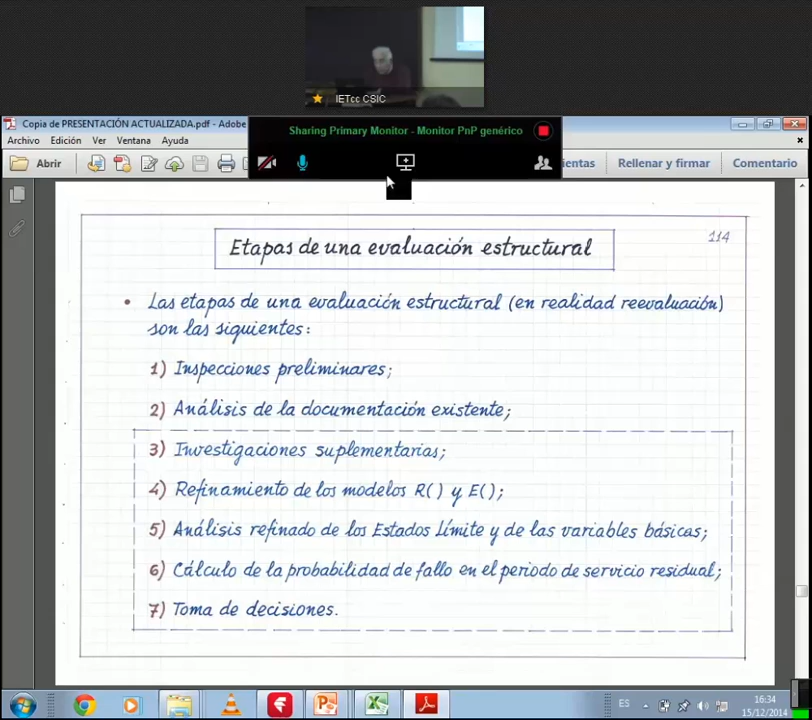 IETcc CSIC
Copia de PRESENTACIÓN ACTUALIZADA.pdf - Adobe
Sharing Primary Monitor - Monitor PnP genérico
Archivo Edición Ver Ventana Ayuda
Abrir
ientas Rellenar y firmar Comentario
114
Etapas de una evaluación estructural
• Las etapas de una evaluación estructural (en realidad reevaluación)
son las siguientes:
1) Inspecciones preliminares;
2) Análisis de la documentación existente;
3) Investigaciones suplementarias;
4) Refinamiento de los modelos R() y E();
5) Análisis refinado de los Estados Límite y de las variables básicas;
6) Cálculo de la probabilidad de fallo en el periodo de servicio residual;
7) Toma de decisiones.
ES
16:34
15/12/2014